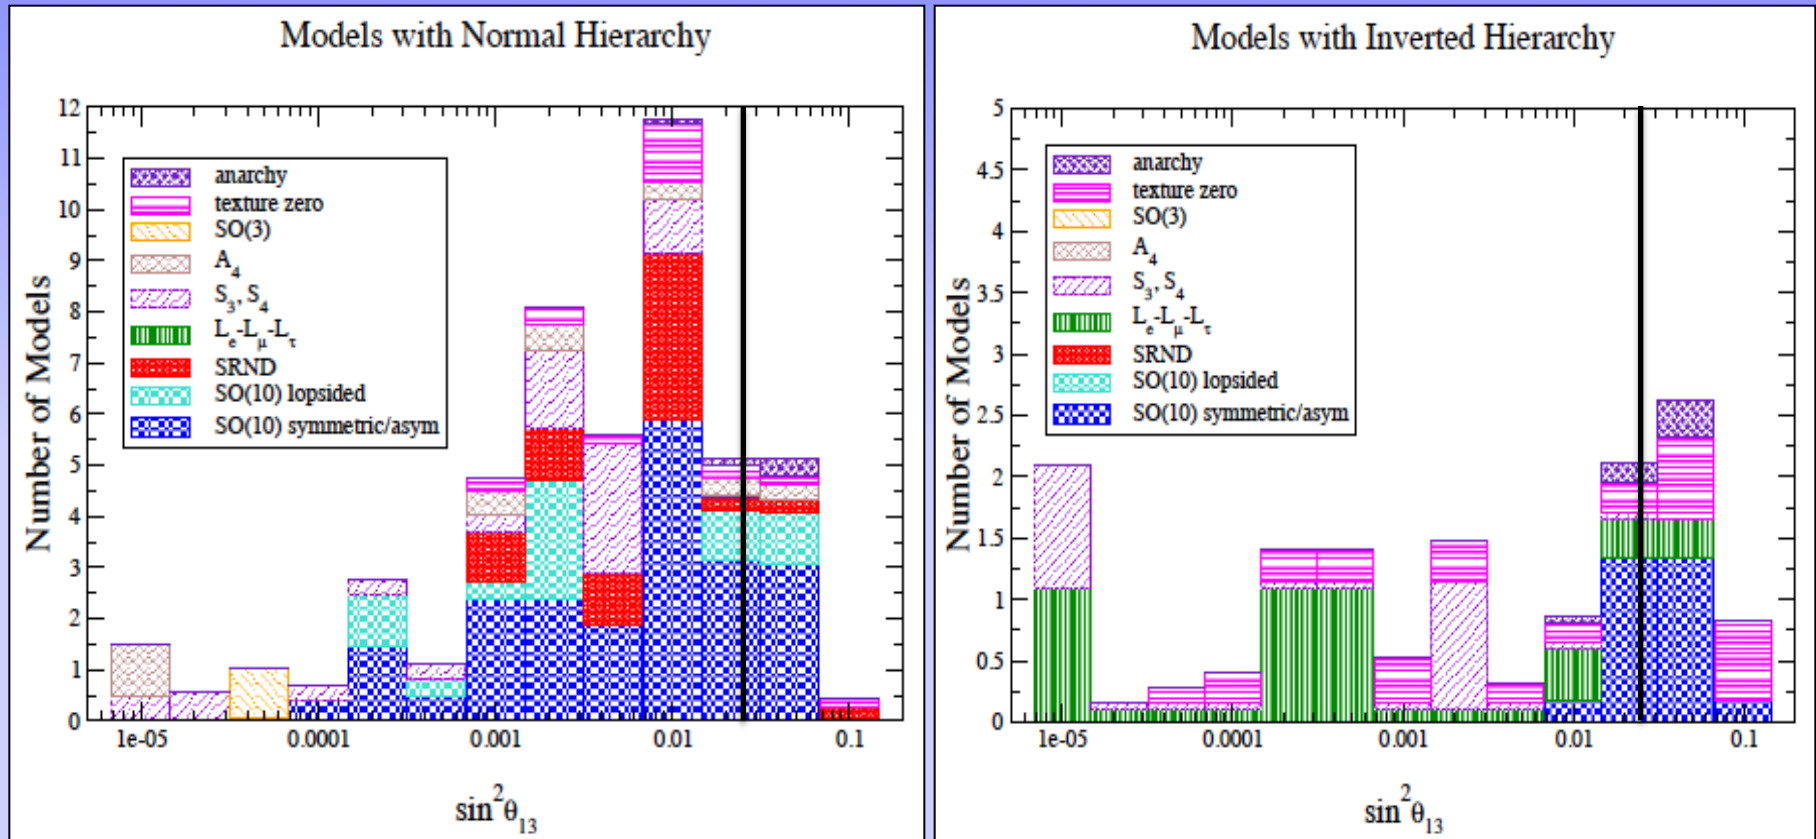 Models with Normal Hierarchy
12
11
10
9
8
7
6
5
4
3
2
1
0
Number of Models
anarchy
texture zero
SO(3)
A₄
S₃, S₄
Lₑ-L_μ-L_τ
SRND
SO(10) lopsided
SO(10) symmetric/asym
1e-05 0.0001 0.001 0.01 0.1
sin²θ₁₃
Models with Inverted Hierarchy
5
4.5
4
3.5
3
2.5
2
1.5
1
0.5
0
Number of Models
anarchy
texture zero
SO(3)
A₄
S₃, S₄
Lₑ-L_μ-L_τ
SRND
SO(10) lopsided
SO(10) symmetric/asym
1e-05 0.0001 0.001 0.01 0.1
sin²θ₁₃